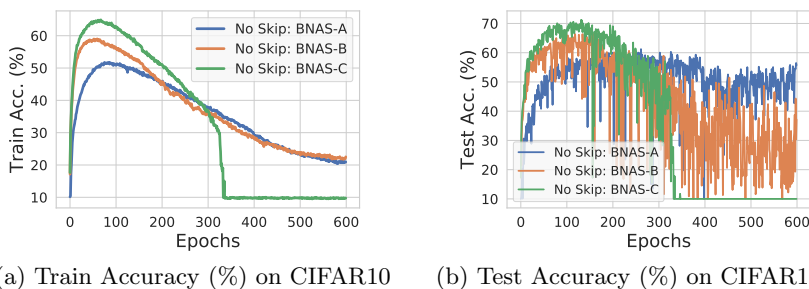 60
50
40
30
20
10
Train Acc. (%)
No Skip: BNAS-A
No Skip: BNAS-B
No Skip: BNAS-C
0 100 200 300 400 500 600
Epochs
(a) Train Accuracy (%) on CIFAR10
70
60
50
40
30
20
10
Test Acc. (%)
No Skip: BNAS-A
No Skip: BNAS-B
No Skip: BNAS-C
0 100 200 300 400 500 600
Epochs
(b) Test Accuracy (%) on CIFAR1